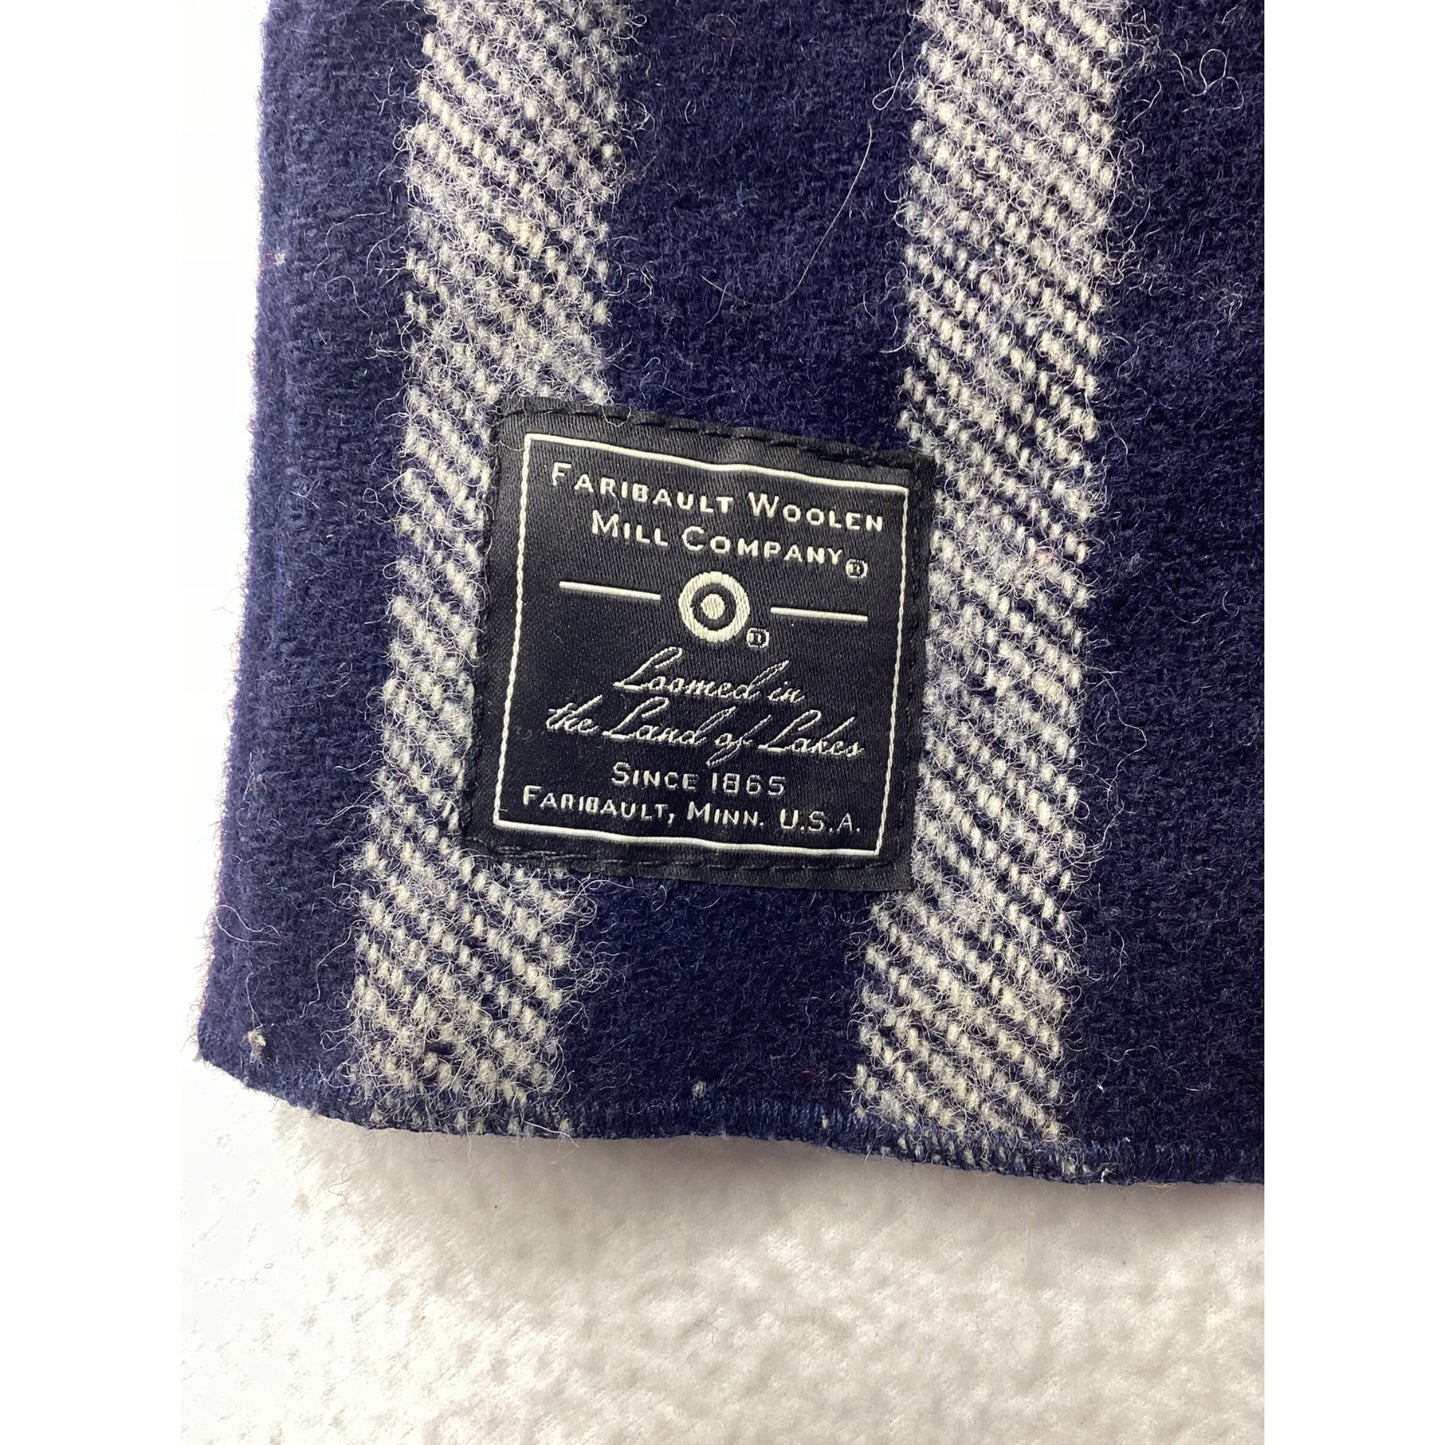 FARIBAULT WOOLEN
MILL COMPANY®
®
Loomed in
the Land of Lakes
SINCE 1865
FARIBAULT, MINN. U.S.A.